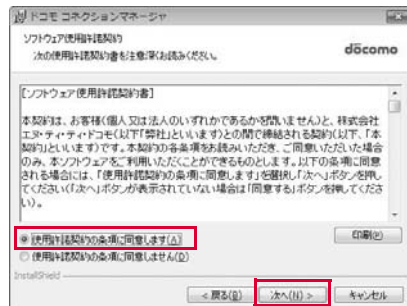 ドコモ コネクションマネージャ
ソフトウェア使用許諾契約
次の使用許諾契約書を注意深くお読みください。
döcomo
[ソフトウェア使用許諾契約書]
本契約は、お客様(個人又は法人のいずれかであるかを問いません)と、株式会社
エヌ・ティ・ティ・ドコモ(以下「弊社」といいます)との間で締結される契約(以下、「本
契約」といいます)です。本契約の各条項をお読みいただき、ご同意いただいた場合
のみ、本ソフトウェアをご利用いただくことができるものとします。以下の条項に同意
される場合には、「使用許諾契約の条項に同意します」を選択し「次へ」ボタンを押し
てください(「次へ」ボタンが表示されていない場合は「同意する」ボタンを押してくださ
い)。
使用許諾契約の条項に同意します(A)
印刷(P)
使用許諾契約の条項に同意しません(D)
InstallShield
< 戻る(B)
次へ(N) >
キャンセル